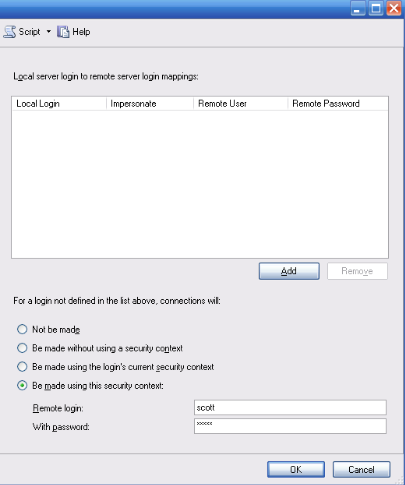 Script Help
Local server login to remote server login mappings:
Local Login Impersonate Remote User Remote Password
Add Remove
For a login not defined in the list above, connections will:
Not be made
Be made without using a security context
Be made using the login's current security context
Be made using this security context:
Remote login: scott
With password: xxxxx
OK Cancel